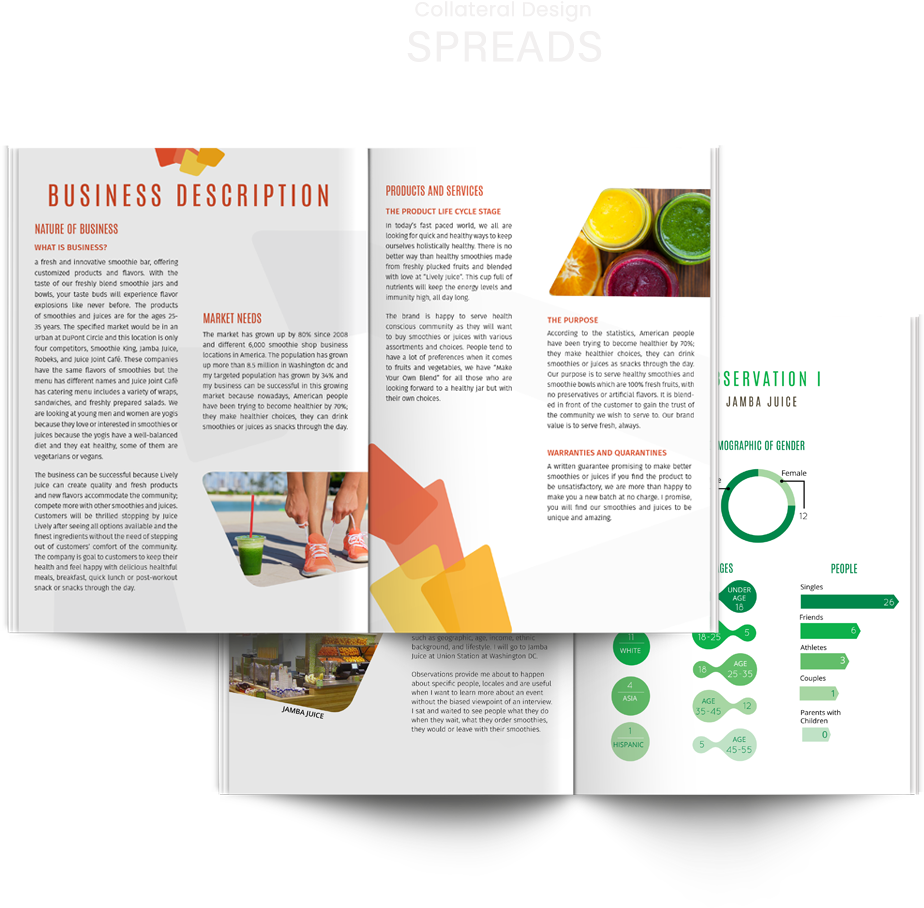 Collateral Design
SPREADS
BUSINESS DESCRIPTION
NATURE OF BUSINESS
WHAT IS BUSINESS?
a fresh and innovative smoothie bar, offering
customized products and flavors. With the
taste of our freshly blend smoothie jars and
bowls, your taste buds will experience flavor
explosions like never before. The products
of smoothies and juices are for the ages 25-
35 years. The specified market would be in an
urban at DuPont Circle and this location is only
four competitors, Smoothie King, Jamba Juice,
Robeks, and Juice Joint Café. These companies
have the same flavors of smoothies but the
menu has different names and Juice Joint Café
has catering menu includes a variety of wraps,
sandwiches, and freshly prepared salads. We
are looking at young men and women are yogis
because they love or interested in smoothies or
juices because the yogis have a well-balanced
diet and they eat healthy, some of them are
vegetarians or vegans.
The business can be successful because Lively
Juice can create quality and fresh products
and new flavors accommodate the community;
compete more with other smoothies and juices.
Customers will be thrilled stopping by Juice
Lively after seeing all options available and the
finest ingredients without the need of stepping
out of customers' comfort of the community.
The company is goal to customers to keep their
health and feel happy with delicious healthful
meals, breakfast, quick lunch or post-workout
snack or snacks through the day.
MARKET NEEDS
The market has grown up by 80% since 2008
and different 6,000 smoothie shop business
locations in America. The population has grown
up more than 8.5 million in Washington dc and
my targeted population has grown by 34% and
my business can be successful in this growing
market because nowadays, American people
have been trying to become healthier by 70%;
they make healthier choices, they can drink
smoothies or juices as snacks through the day.
PRODUCTS AND SERVICES
THE PRODUCT LIFE CYCLE STAGE
In today's fast paced world, we all are
looking for quick and healthy ways to keep
ourselves holistically healthy. There is no
better way than healthy smoothies made
from freshly plucked fruits and blended
with love at "Lively Juice". This cup full of
nutrients will keep the energy levels and
immunity high, all day long.
The brand is happy to serve health
conscious community as they will want
to buy smoothies or juices with various
assortments and choices. People tend to
have a lot of preferences when it comes
to fruits and vegetables, we have "Make
Your Own Blend" for all those who are
looking forward to a healthy jar but with
their own choices.
THE PURPOSE
According to the statistics, American people
have been trying to become healthier by 70%;
they make healthier choices, they can drink
smoothies or juices as snacks through the day.
Our purpose is to serve healthy smoothies and
smoothie bowls which are 100% fresh fruits, with
no preservatives or artificial flavors. It is blend-
ed in front of the customer to gain the trust of
the community we wish to serve to. Our brand
value is to serve fresh, always.
WARRANTIES AND QUARANTINES
A written guarantee promising to make better
smoothies or juices if you find the product to
be unsatisfactory, we are more than happy to
make you a new batch at no charge. I promise,
you will find our smoothies and juices to be
unique and amazing.
JAMBA JUICE
such as geographic, age, income, ethnic
background, and lifestyle. I will go to Jamba
Juice at Union Station at Washington DC.
Observations provide me about to happen
about specific people, locales and are useful
when I want to learn more about an event
without the biased viewpoint of an interview.
I sat and waited to see people what they do
when they wait, what they order smoothies,
they would or leave with their smoothies.
SERVATION I
JAMBA JUICE
MOGRAPHIC OF GENDER
e
Female
12
GES
PEOPLE
11
WHITE
4
ASIA
1
HISPANIC
UNDER
AGE
18
18-25
5
18
AGE
25-35
AGE
35-45
12
5
AGE
45-55
Singles
26
Friends
6
Athletes
3
Couples
1
Parents with
Children
0